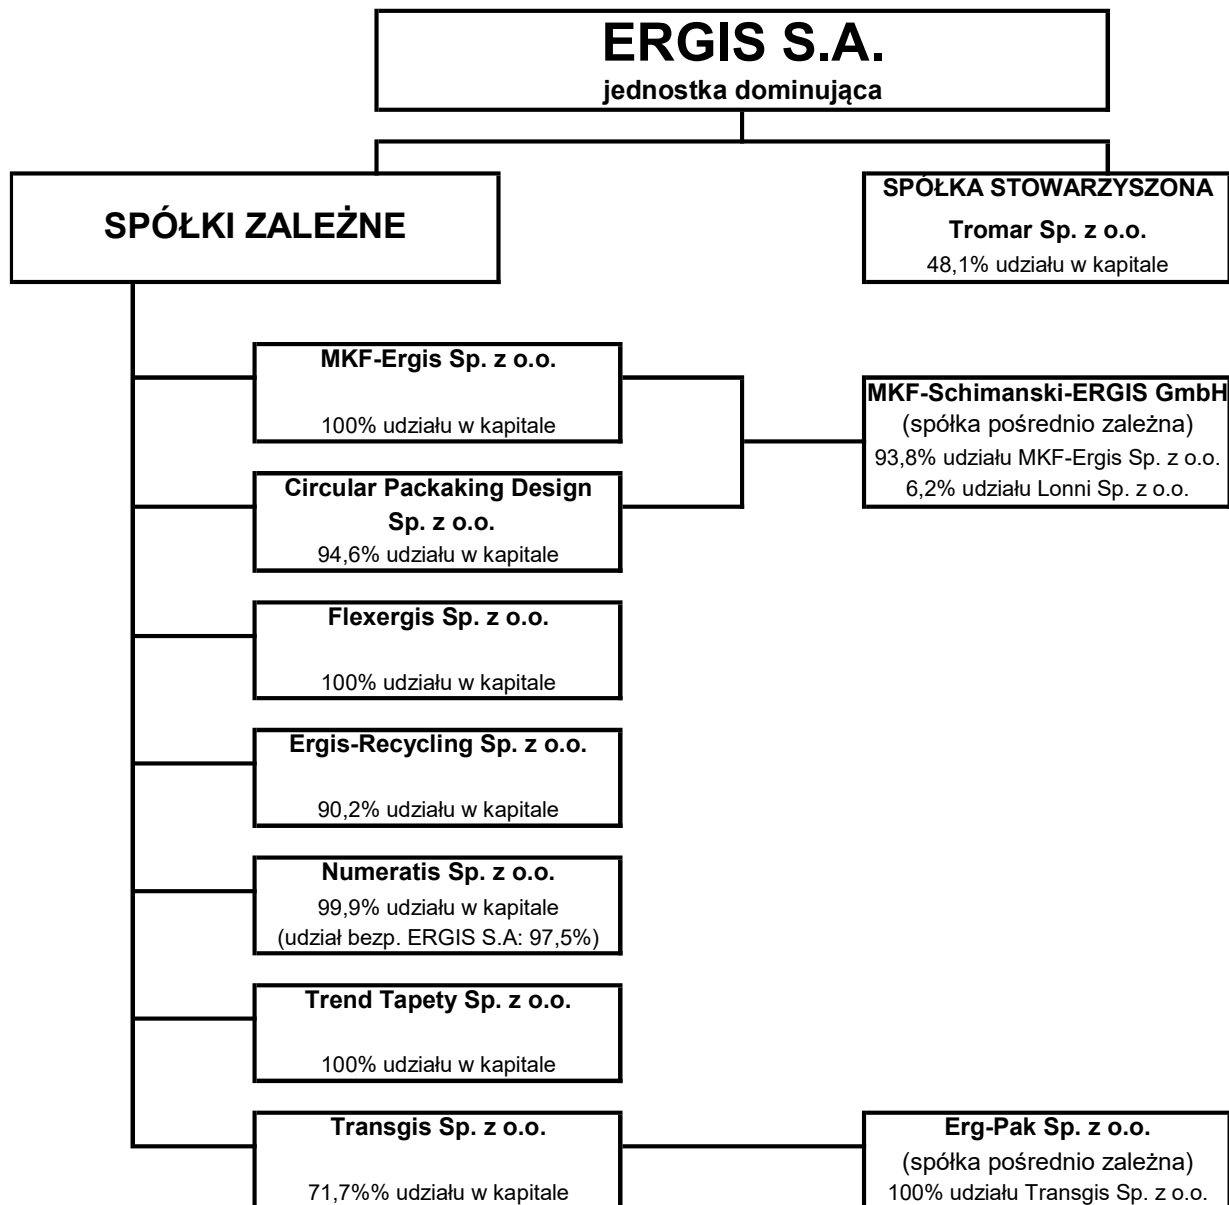 ERGIS S.A.
jednostka dominująca
SPÓŁKI ZALEŻNE
SPÓŁKA STOWARZYSZONA
Tromar Sp. z o.o.
48,1% udziału w kapitale
MKF-Ergis Sp. z o.o.
100% udziału w kapitale
MKF-Schimanski-ERGIS GmbH
(spółka pośrednio zależna)
93,8% udziału MKF-Ergis Sp. z o.o.
6,2% udziału Lonni Sp. z o.o.
Circular Packaking Design
Sp. z o.o.
94,6% udziału w kapitale
Flexergis Sp. z o.o.
100% udziału w kapitale
Ergis-Recycling Sp. z o.o.
90,2% udziału w kapitale
Numeratis Sp. z o.o.
99,9% udziału w kapitale
(udział bezp. ERGIS S.A: 97,5%)
Trend Tapety Sp. z o.o.
100% udziału w kapitale
Transgis Sp. z o.o.
71,7%% udziału w kapitale
Erg-Pak Sp. z o.o.
(spółka pośrednio zależna)
100% udziału Transgis Sp. z o.o.